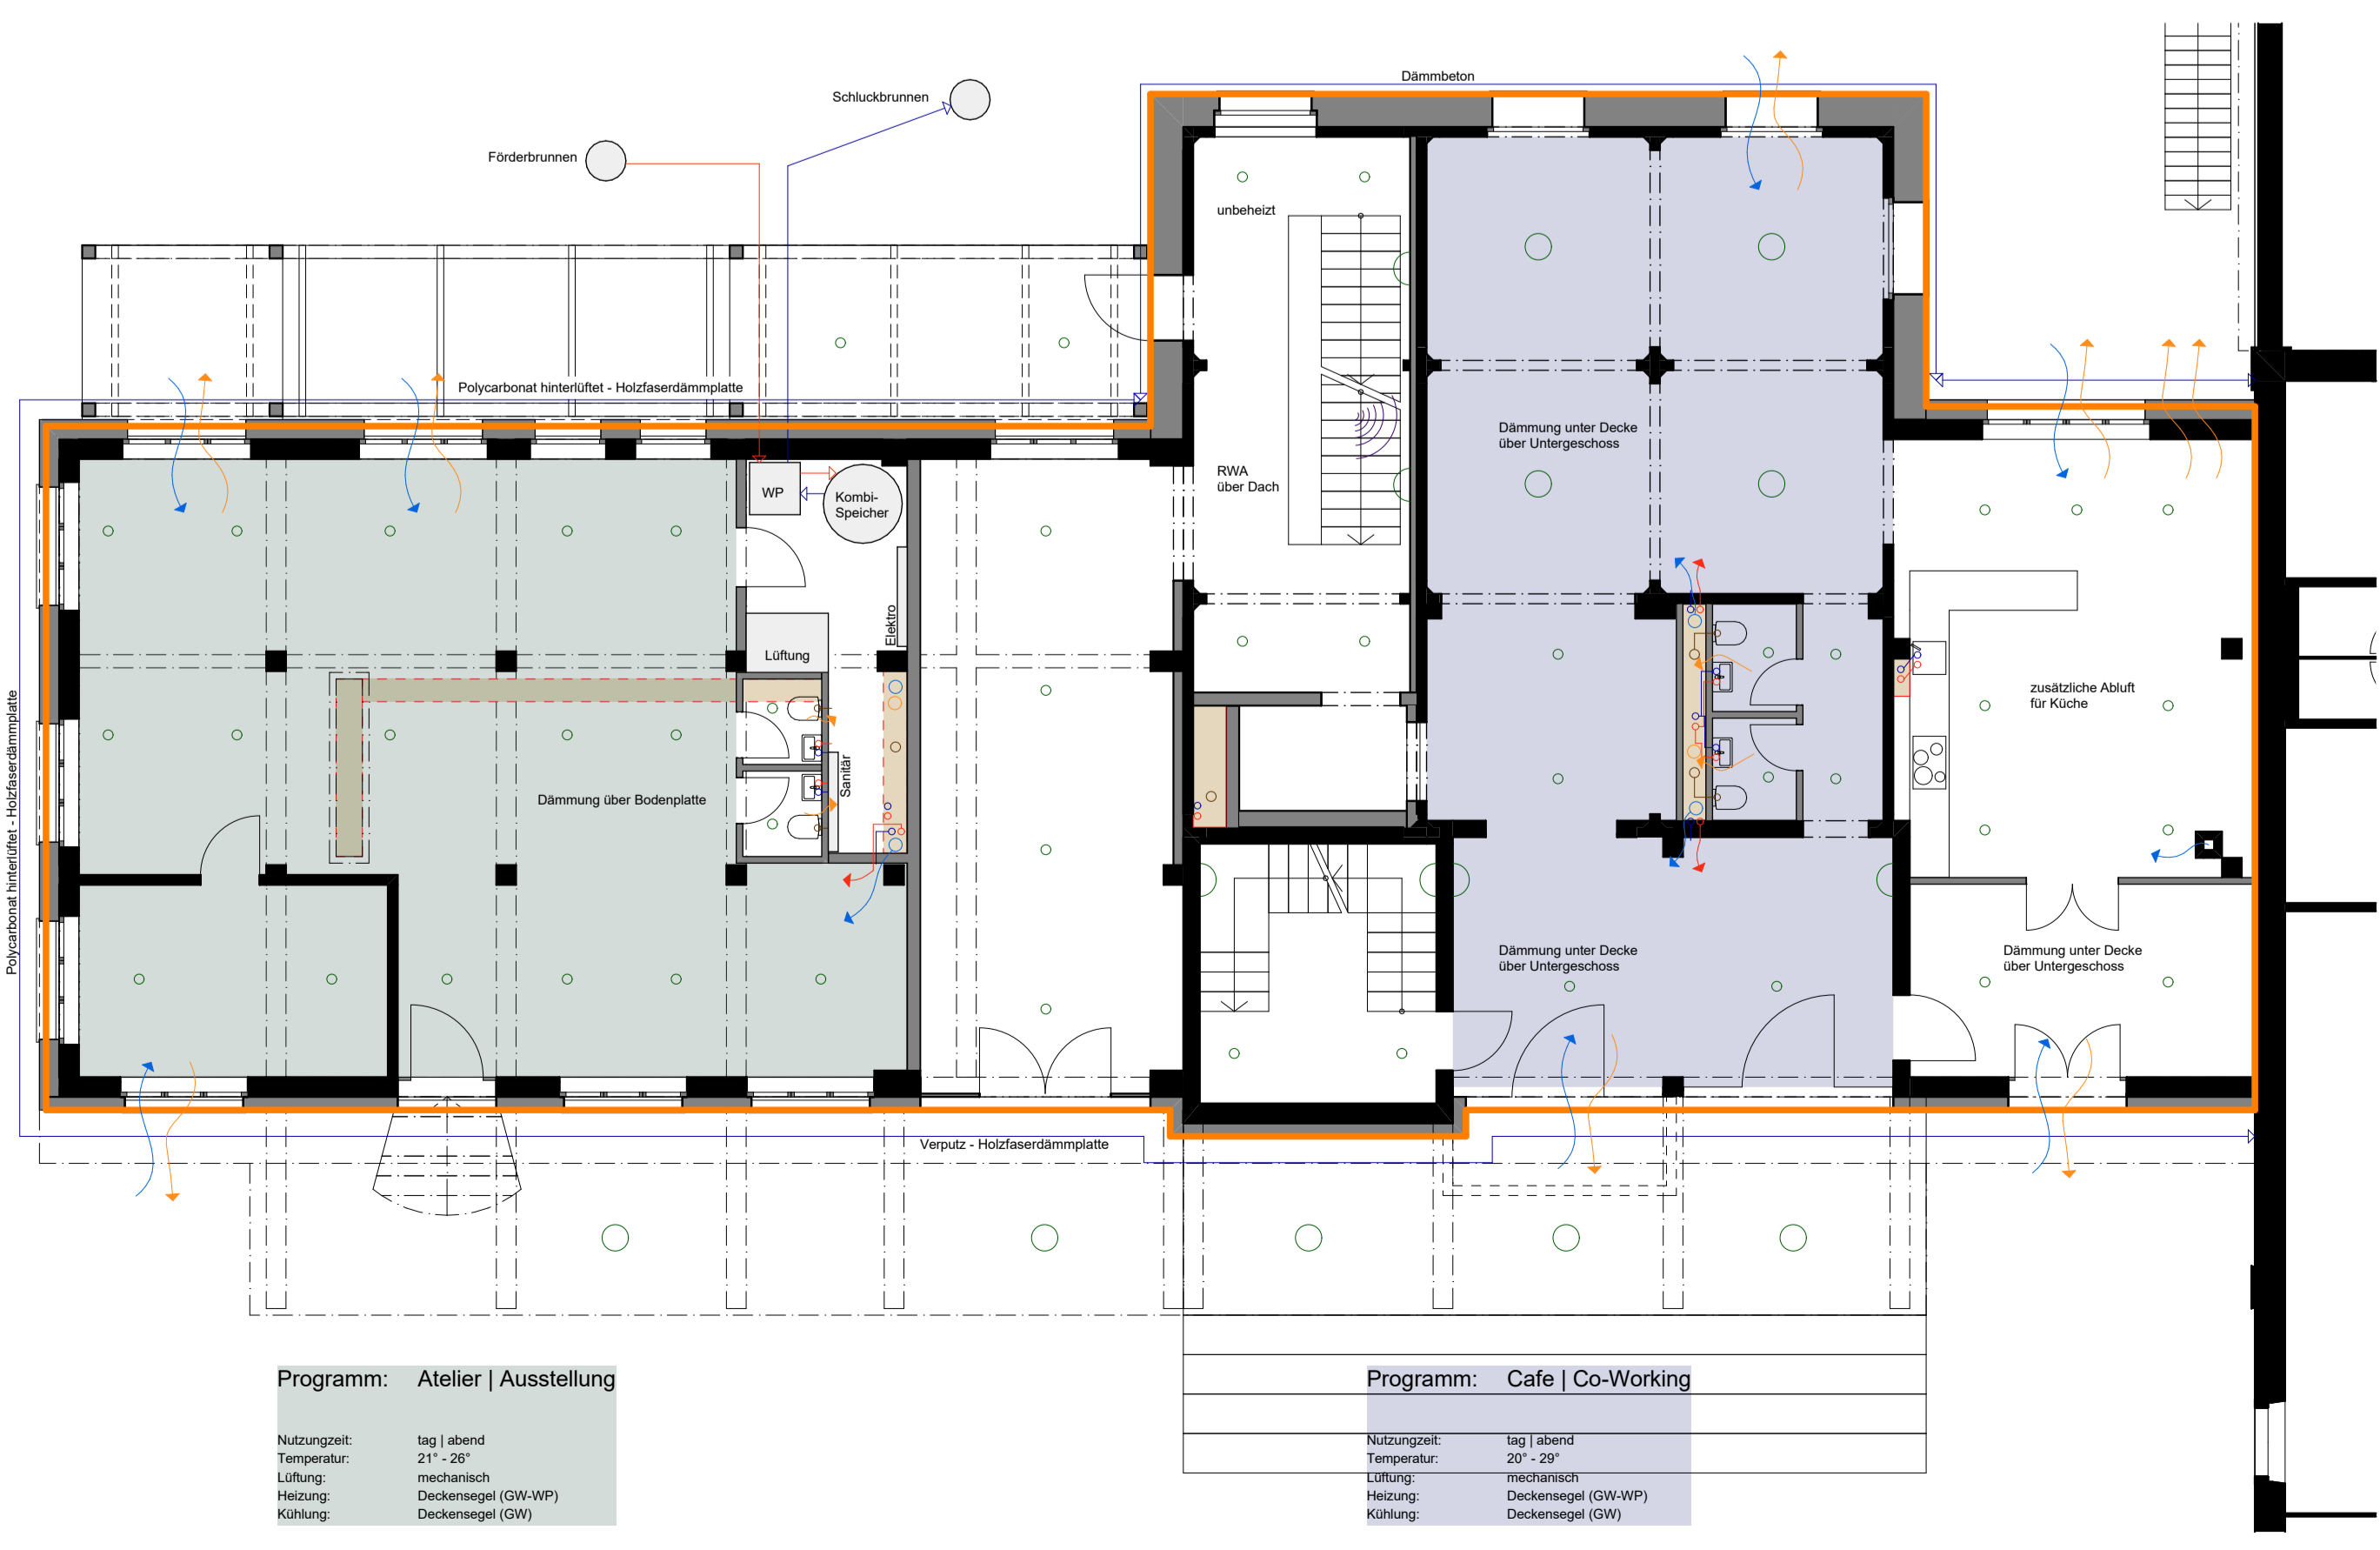 Dämmbeton
Schluckbrunnen
Förderbrunnen
unbeheizt
Polycarbonat hinterlüftet - Holzfaserdämmplatte
Dämmung unter Decke
über Untergeschoss
RWA
über Dach
WP
Kombi-
Speicher
Elektro
Lüftung
zusätzliche Abluft
für Küche
Sanitär
Dämmung über Bodenplatte
Polycarbonat hinterlüftet - Holzfaserdämmplatte
Dämmung unter Decke
über Untergeschoss
Dämmung unter Decke
über Untergeschoss
Verputz - Holzfaserdämmplatte
Programm: Atelier | Ausstellung
Nutzungzeit: tag | abend
Temperatur: 21° - 26°
Lüftung: mechanisch
Heizung: Deckensegel (GW-WP)
Kühlung: Deckensegel (GW)
Programm: Cafe | Co-Working
Nutzungzeit: tag | abend
Temperatur: 20° - 29°
Lüftung: mechanisch
Heizung: Deckensegel (GW-WP)
Kühlung: Deckensegel (GW)